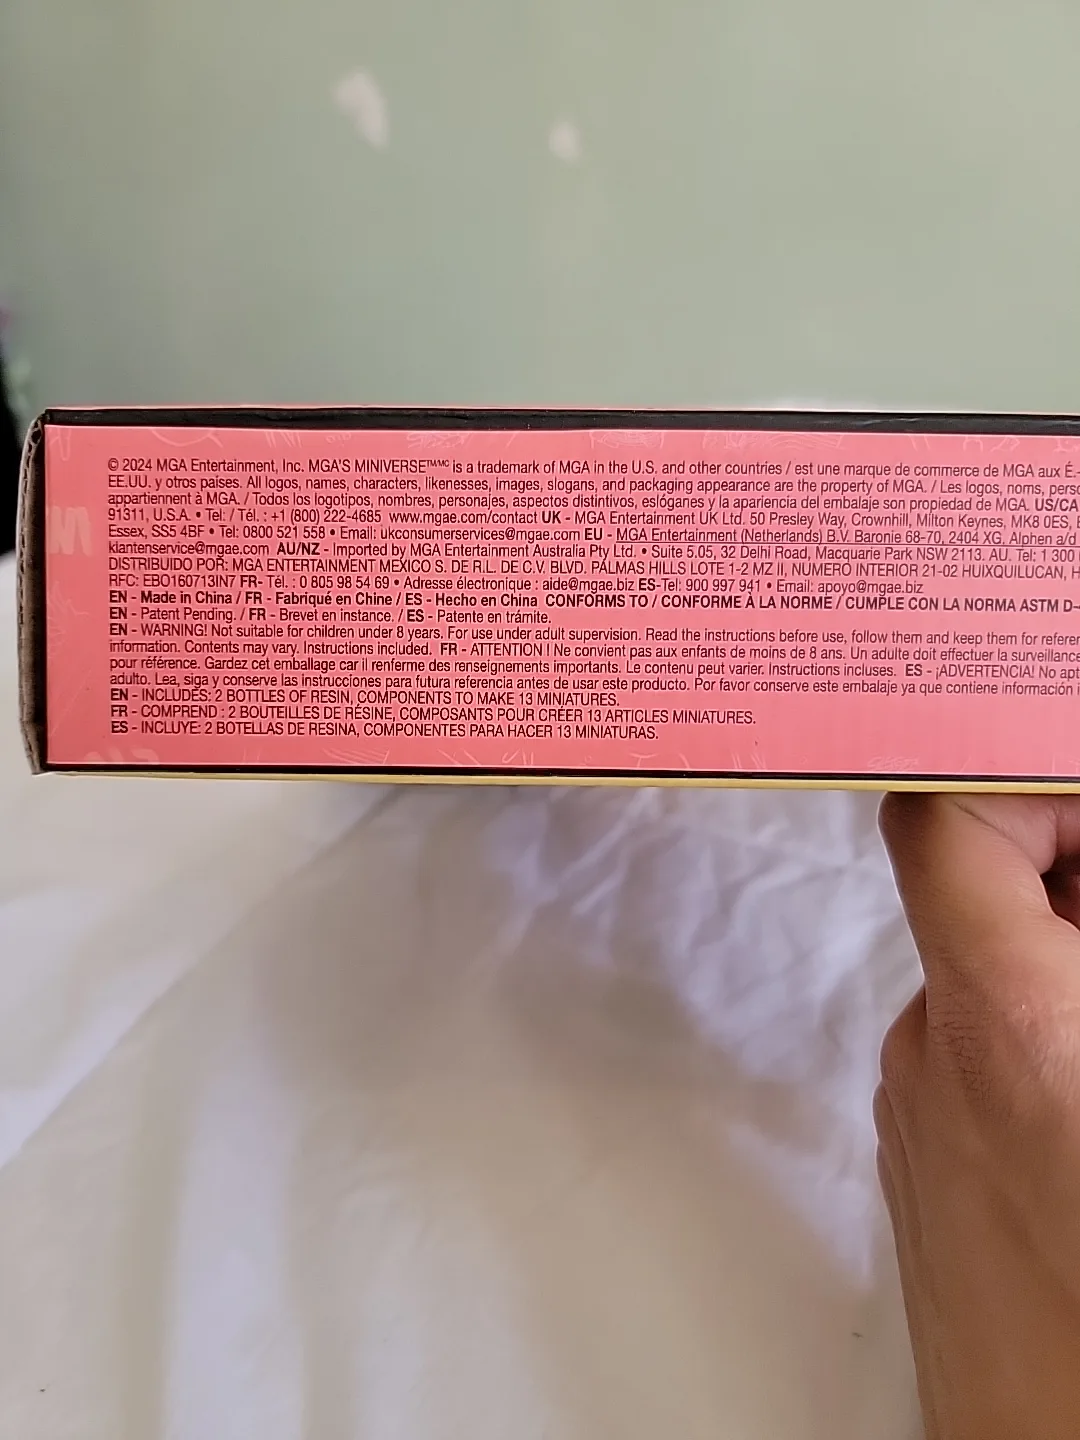 © 2024 MGA Entertainment, Inc. MGA'S MINIVERSE™/MC is a trademark of MGA in the U.S. and other countries / est une marque de commerce de MGA aux É.-
EE.UU. y otros países. All logos, names, characters, likenesses, images, slogans, and packaging appearance are the property of MGA. / Les logos, noms, perso
appartiennent à MGA. / Todos los logotipos, nombres, personajes, aspectos distintivos, eslóganes y la apariencia del embalaje son propiedad de MGA. US/CA
91311, U.S.A. • Tel: / Tél. : +1 (800) 222-4685 www.mgae.com/contact UK - MGA Entertainment UK Ltd. 50 Presley Way, Crownhill, Milton Keynes, MK8 0ES,
Essex, SS5 4BF • Tel: 0800 521 558 • Email: ukconsumerservices@mgae.com EU - MGA Entertainment (Netherlands) B.V. Baronie 68-70, 2404 XG, Alphen a/d
klantenservice@mgae.com AU/NZ - Imported by MGA Entertainment Australia Pty Ltd. • Suite 5.05, 32 Delhi Road, Macquarie Park NSW 2113. AU. Tel: 1 300
DISTRIBUIDO POR: MGA ENTERTAINMENT MEXICO S. DE R.L. DE C.V. BLVD. PALMAS HILLS LOTE 1-2 MZ II, NUMERO INTERIOR 21-02 HUIXQUILUCAN,
RFC: EBO160713IN7 FR- Tél. : 0 805 98 54 69 • Adresse électronique : aide@mgae.biz ES-Tel: 900 997 941 • Email: apoyo@mgae.biz
EN - Made in China / FR - Fabriqué en Chine / ES - Hecho en China CONFORMS TO / CONFORME À LA NORME / CUMPLE CON LA NORMA ASTM D-
EN - Patent Pending. / FR - Brevet en instance. / ES - Patente en trámite.
EN - WARNING! Not suitable for children under 8 years. For use under adult supervision. Read the instructions before use, follow them and keep them for refer
information. Contents may vary. Instructions included. FR - ATTENTION ! Ne convient pas aux enfants de moins de 8 ans. Un adulte doit effectuer la surveillance
pour référence. Gardez cet emballage car il renferme des renseignements importants. Le contenu peut varier. Instructions incluses. ES - ¡ADVERTENCIA! No apt
adulto. Lea, siga y conserve las instrucciones para futura referencia antes de usar este producto. Por favor conserve este embalaje ya que contiene información
EN - INCLUDES: 2 BOTTLES OF RESIN, COMPONENTS TO MAKE 13 MINIATURES.
FR - COMPREND : 2 BOUTEILLES DE RÉSINE, COMPOSANTS POUR CRÉER 13 ARTICLES MINIATURES.
ES - INCLUYE: 2 BOTELLAS DE RESINA, COMPONENTES PARA HACER 13 MINIATURAS.